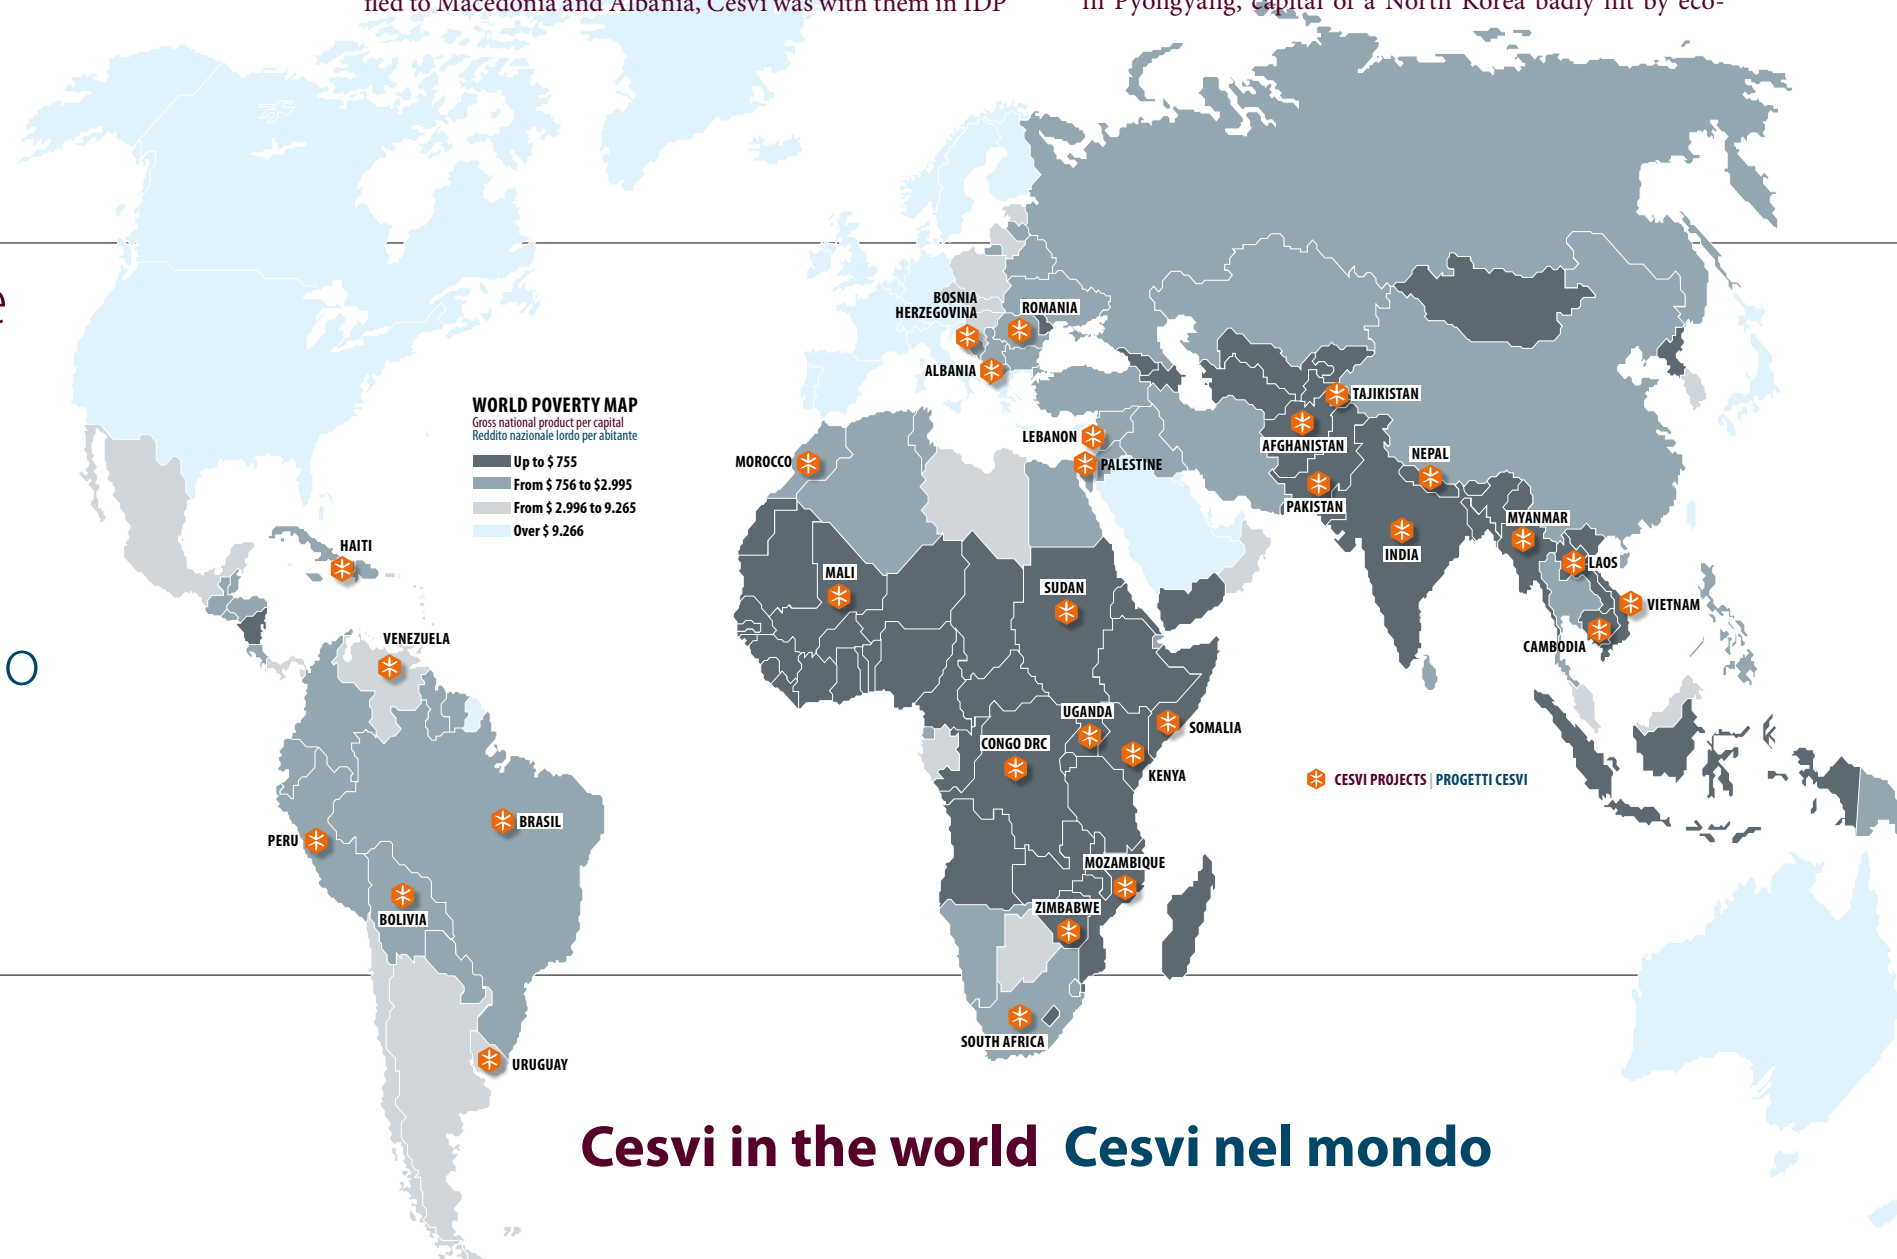 fled to Macedonia and Albania, Cesvi was with them in IDP
in Pyongyang, capital of a North Korea badly hit by eco-
e
o
BOSNIA
HERZEGOVINA
ROMANIA
ALBANIA
WORLD POVERTY MAP
Gross national product per capital
Reddito nazionale lordo per abitante
Up to $ 755
From $ 756 to $2.995
From $ 2.996 to 9.265
Over $ 9.266
TAJIKISTAN
LEBANON
AFGHANISTAN
MOROCCO
PALESTINE
NEPAL
PAKISTAN
MYANMAR
HAITI
INDIA
LAOS
MALI
SUDAN
VIETNAM
VENEZUELA
CAMBODIA
UGANDA
SOMALIA
CONGO DRC
KENYA
CESVI PROJECTS | PROGETTI CESVI
BRASIL
PERU
MOZAMBIQUE
BOLIVIA
ZIMBABWE
SOUTH AFRICA
URUGUAY
Cesvi in the world Cesvi nel mondo